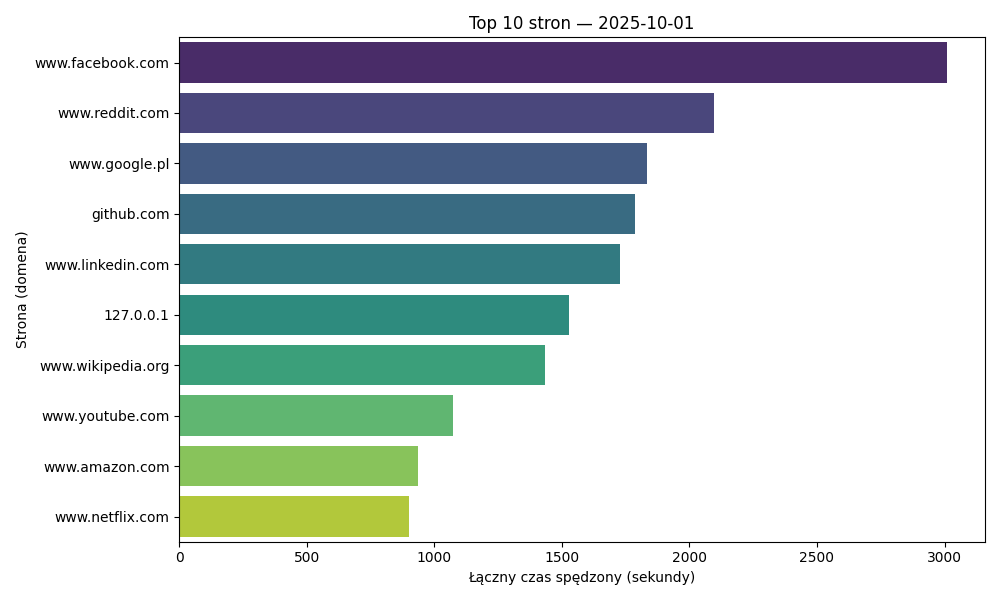 Top 10 stron — 2025-10-01
Strona (domena)
www.facebook.com
www.reddit.com
www.google.pl
github.com
www.linkedin.com
127.0.0.1
www.wikipedia.org
www.youtube.com
www.amazon.com
www.netflix.com
0 500 1000 1500 2000 2500 3000
Łączny czas spędzony (sekundy)